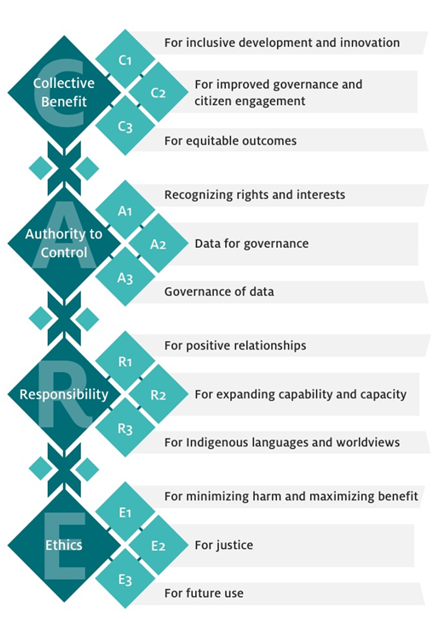 C
Collective
Benefit
C1
For inclusive development and innovation
C2
For improved governance and
citizen engagement
C3
For equitable outcomes
A
Authority to
Control
A1
Recognizing rights and interests
A2
Data for governance
A3
Governance of data
R
Responsibility
R1
For positive relationships
R2
For expanding capability and capacity
R3
For Indigenous languages and worldviews
E
Ethics
E1
For minimizing harm and maximizing benefit
E2
For justice
E3
For future use